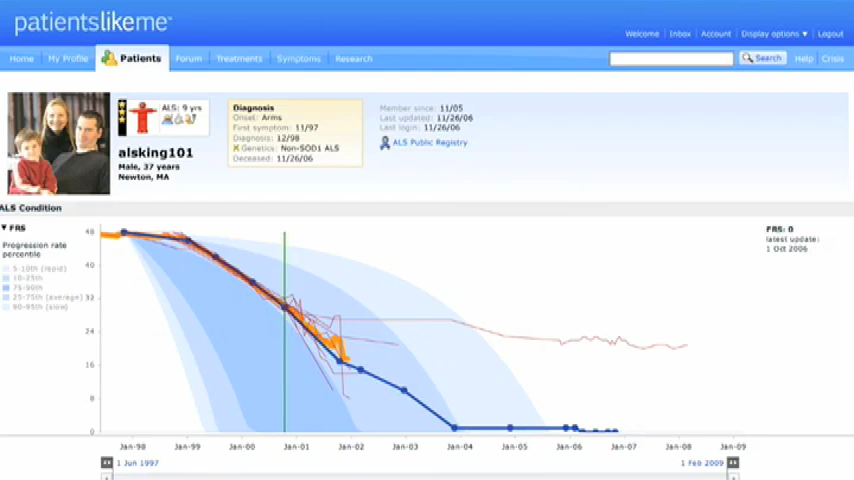 patientslikeme™
Welcome Inbox Account Display options ▼ Logout
Home My Profile Patients Forum Treatments Symptoms Research Search Help Crisis
ALS: 9 yrs
alsking101
Male, 37 years
Newton, MA
Diagnosis
Onset: Arms
First symptom: 11/97
Diagnosis: 12/98
Genetics: Non-SOD1 ALS
Deceased: 11/26/06
Member since: 11/05
Last updated: 11/26/06
Last login: 11/26/06
ALS Public Registry
ALS Condition
▼ FRS
Progression rate
percentile
5-10th (rapid)
10-25th
75-90th
25-75th (average)
90-95th (slow)
48
40
32
24
16
8
0
FRS: 0
latest update:
1 Oct 2006
Jan-98 Jan-99 Jan-00 Jan-01 Jan-02 Jan-03 Jan-04 Jan-05 Jan-06 Jan-07 Jan-08 Jan-09
1 Jun 1997 1 Feb 2009